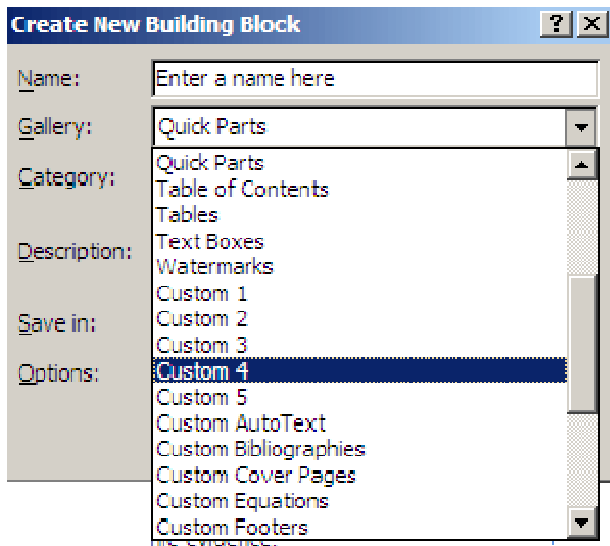 Create New Building Block
Name: Enter a name here
Gallery: Quick Parts
Quick Parts
Category:
Table of Contents
Tables
Text Boxes
Description:
Watermarks
Custom 1
Custom 2
Save in:
Custom 3
Custom 4
Options:
Custom 5
Custom AutoText
Custom Bibliographies
Custom Cover Pages
Custom Equations
Custom Footers